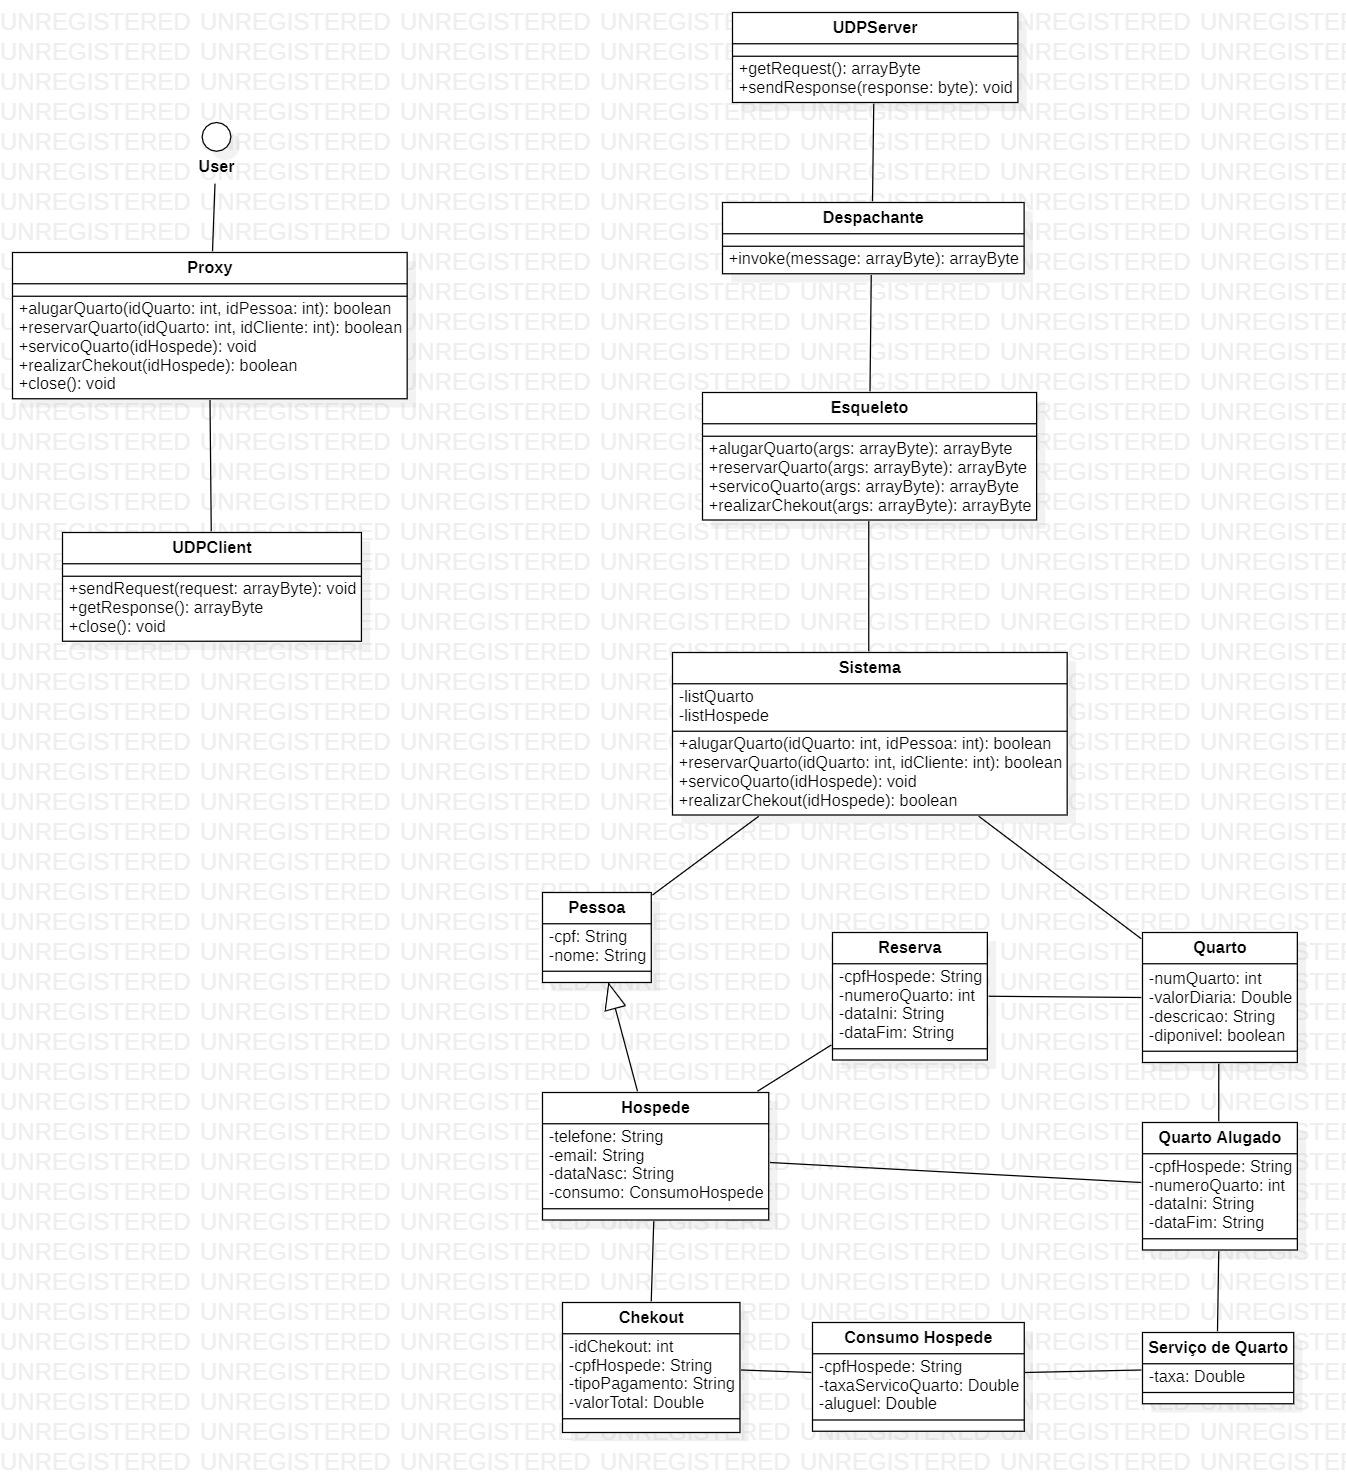 UDPServer
+getRequest(): arrayByte
+sendResponse(response: byte): void
User
Despachante
+invoke(message: arrayByte): arrayByte
Proxy
+alugarQuarto(idQuarto: int, idPessoa: int): boolean
+reservarQuarto(idQuarto: int, idCliente: int): boolean
+servicoQuarto(idHospede): void
+realizarChekout(idHospede): boolean
+close(): void
Esqueleto
+alugarQuarto(args: arrayByte): arrayByte
+reservarQuarto(args: arrayByte): arrayByte
+servicoQuarto(args: arrayByte): arrayByte
+realizarChekout(args: arrayByte): arrayByte
UDPClient
+sendRequest(request: arrayByte): void
+getResponse(): arrayByte
+close(): void
Sistema
-listQuarto
-listHospede
+alugarQuarto(idQuarto: int, idPessoa: int): boolean
+reservarQuarto(idQuarto: int, idCliente: int): boolean
+servicoQuarto(idHospede): void
+realizarChekout(idHospede): boolean
Pessoa
-cpf: String
-nome: String
Reserva
-cpfHospede: String
-numeroQuarto: int
-dataIni: String
-dataFim: String
Quarto
-numQuarto: int
-valorDiaria: Double
-descricao: String
-diponivel: boolean
Hospede
-telefone: String
-email: String
-dataNasc: String
-consumo: ConsumoHospede
Quarto Alugado
-cpfHospede: String
-numeroQuarto: int
-dataIni: String
-dataFim: String
Chekout
-idChekout: int
-cpfHospede: String
-tipoPagamento: String
-valorTotal: Double
Consumo Hospede
-cpfHospede: String
-taxaServicoQuarto: Double
-aluguel: Double
Serviço de Quarto
-taxa: Double
UNREGISTERED